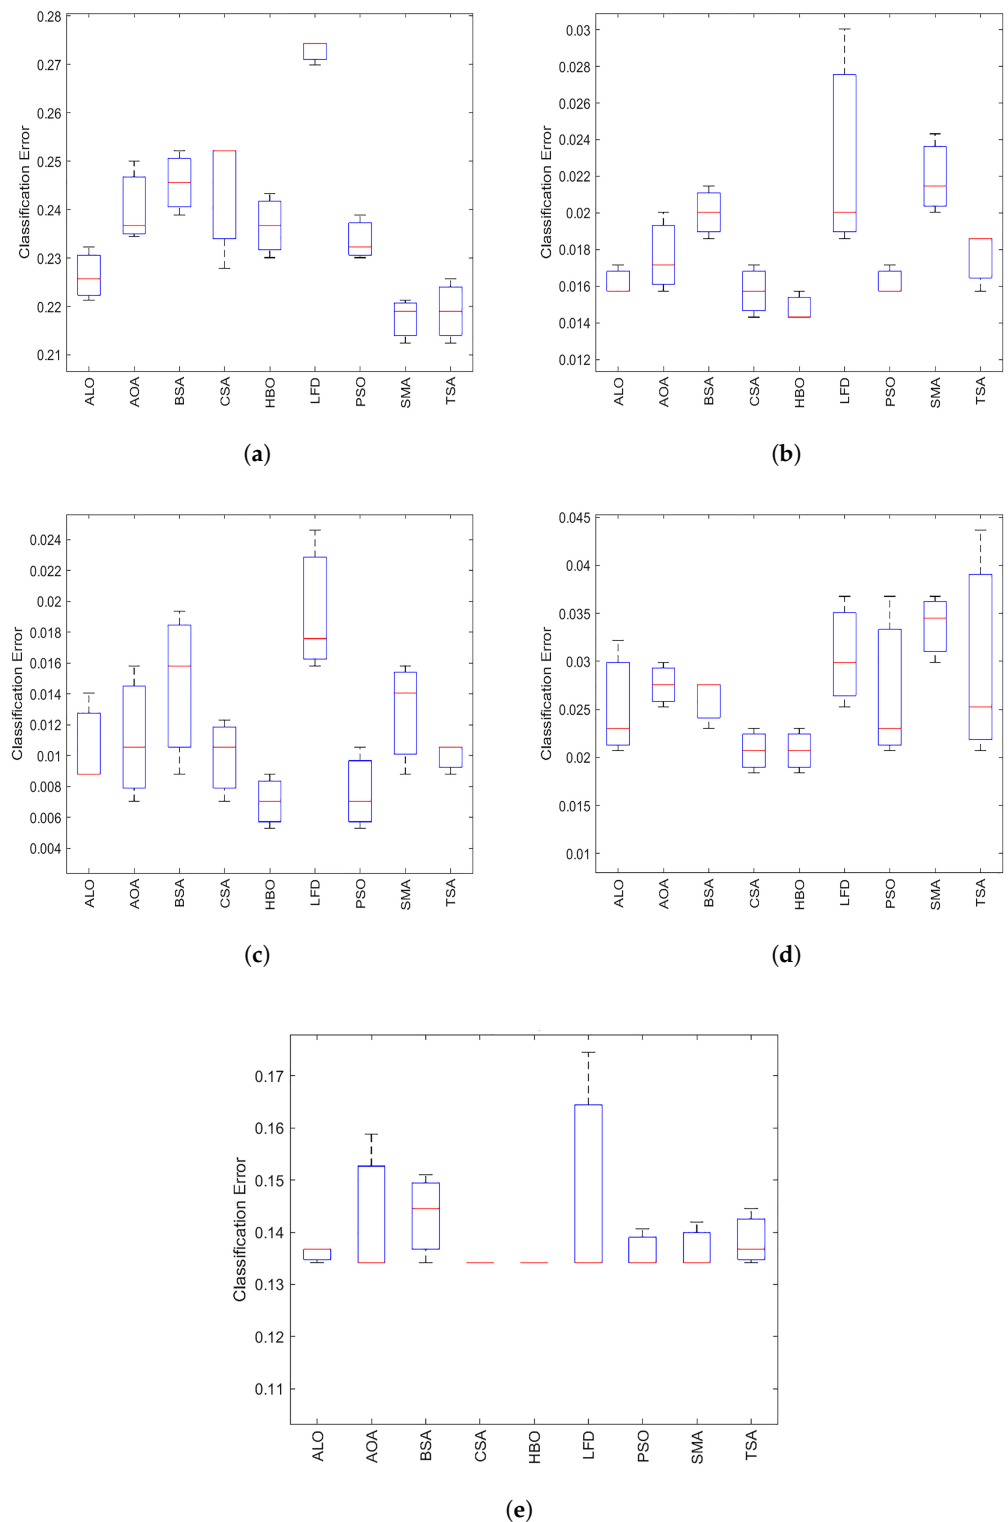 0.28
0.27
0.26
0.25
0.24
0.23
0.22
0.21
Classification Error
ALO AOA BSA CSA HBO LFD PSO SMA TSA
(a)
0.03
0.028
0.026
0.024
0.022
0.02
0.018
0.016
0.014
0.012
Classification Error
ALO AOA BSA CSA HBO LFD PSO SMA TSA
(b)
0.024
0.022
0.02
0.018
0.016
0.014
0.012
0.01
0.008
0.006
0.004
Classification Error
ALO AOA BSA CSA HBO LFD PSO SMA TSA
(c)
0.045
0.04
0.035
0.03
0.025
0.02
0.015
0.01
Classification Error
ALO AOA BSA CSA HBO LFD PSO SMA TSA
(d)
0.17
0.16
0.15
0.14
0.13
0.12
0.11
Classification Error
ALO AOA BSA CSA HBO LFD PSO SMA TSA
(e)